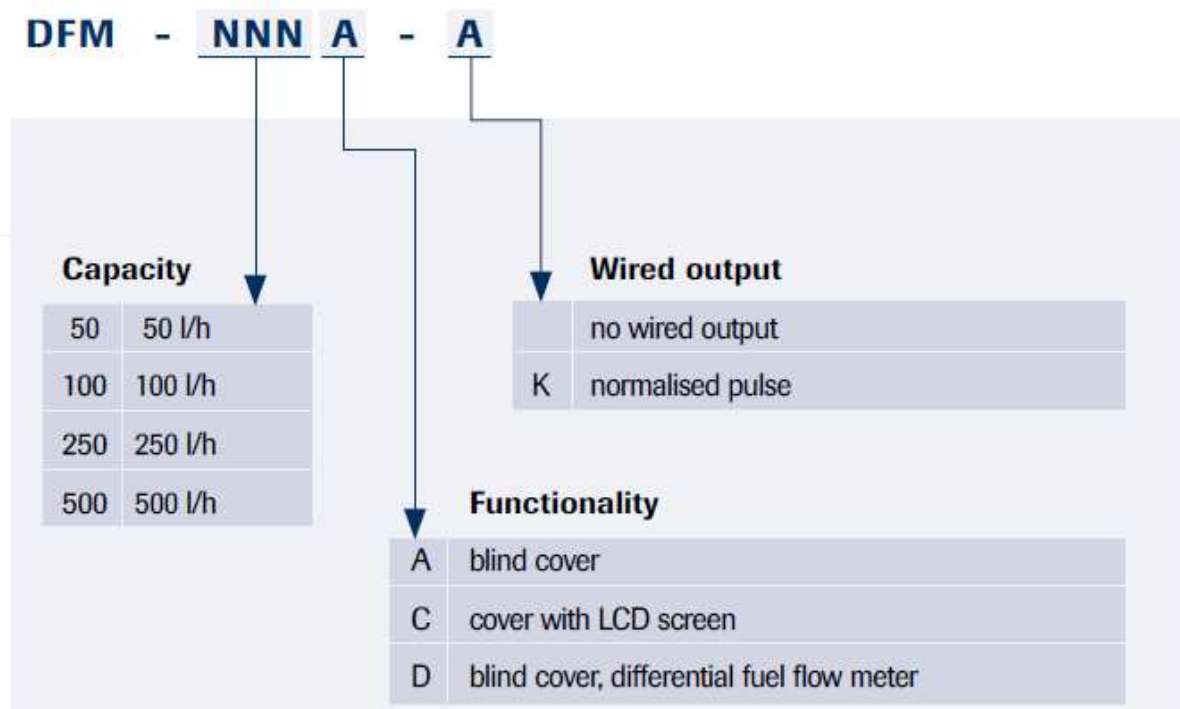 DFM - NNN A - A
Capacity
50 50 l/h
100 100 l/h
250 250 l/h
500 500 l/h
Wired output
no wired output
K normalised pulse
Functionality
A blind cover
C cover with LCD screen
D blind cover, differential fuel flow meter